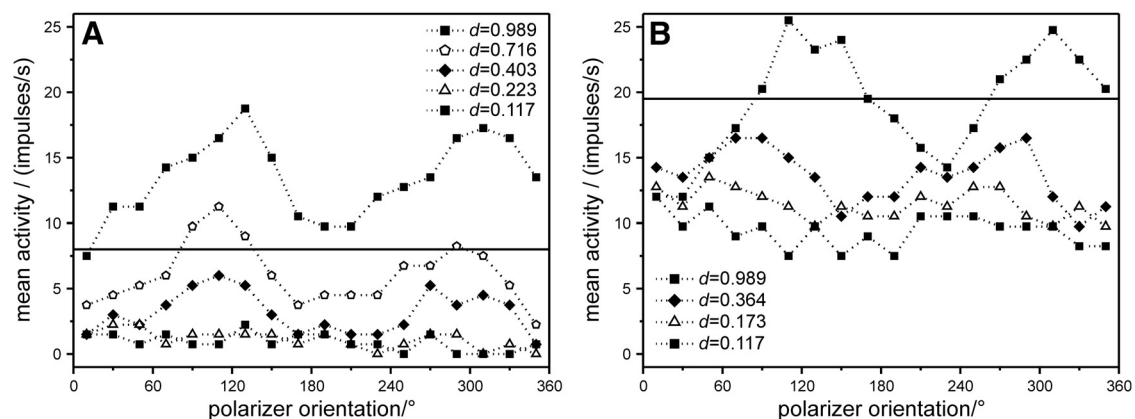 A
d=0.989
d=0.716
d=0.403
d=0.223
d=0.117
mean activity / (impulses/s)
25
20
15
10
5
0
0 60 120 180 240 300 360
polarizer orientation/°
B
mean activity / (impulses/s)
25
20
15
10
5
0
d=0.989
d=0.364
d=0.173
d=0.117
0 60 120 180 240 300 360
polarizer orientation/°